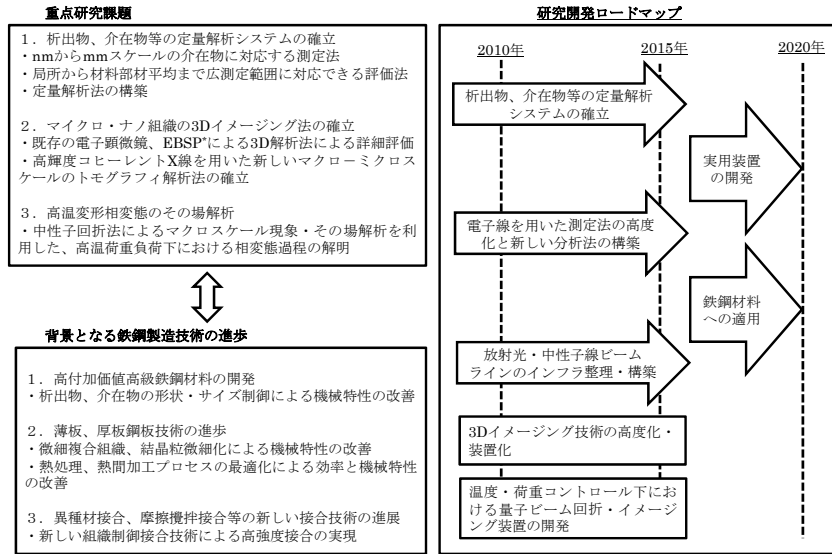 重点研究課題
１．析出物、介在物等の定量解析システムの確立
・nmからmmスケールの介在物に対応する測定法
・局所から材料部材平均まで広測定範囲に対応できる評価法
・定量解析法の構築
２．マイクロ・ナノ組織の3Dイメージング法の確立
・既存の電子顕微鏡、EBSP*による3D解析法による詳細評価
・高輝度コヒーレントX線を用いた新しいマクロ－ミクロス
ケールのトモグラフィ解析法の確立
３．高温変形相変態のその場解析
・中性子回折法によるマクロスケール現象・その場解析を利
用した、高温荷重負荷下における相変態過程の解明
背景となる鉄鋼製造技術の進歩
１．高付加価値高級鉄鋼材料の開発
・析出物、介在物の形状・サイズ制御による機械特性の改善
２．薄板、厚板鋼板技術の進歩
・微細複合組織、結晶粒微細化による機械特性の改善
・熱処理、熱間加工プロセスの最適化による効率と機械特性
の改善
３．異種材接合、摩擦攪拌接合等の新しい接合技術の進展
・新しい組織制御接合技術による高強度接合の実現
研究開発ロードマップ
2010年
2015年
2020年
析出物、介在物等の定量解析
システムの確立
実用装置
の開発
電子線を用いた測定法の高度
化と新しい分析法の構築
鉄鋼材料
への適用
放射光・中性子線ビーム
ラインのインフラ整理・構築
3Dイメージング技術の高度化・
装置化
温度・荷重コントロール下にお
ける量子ビーム回折・イメージ
ング装置の開発